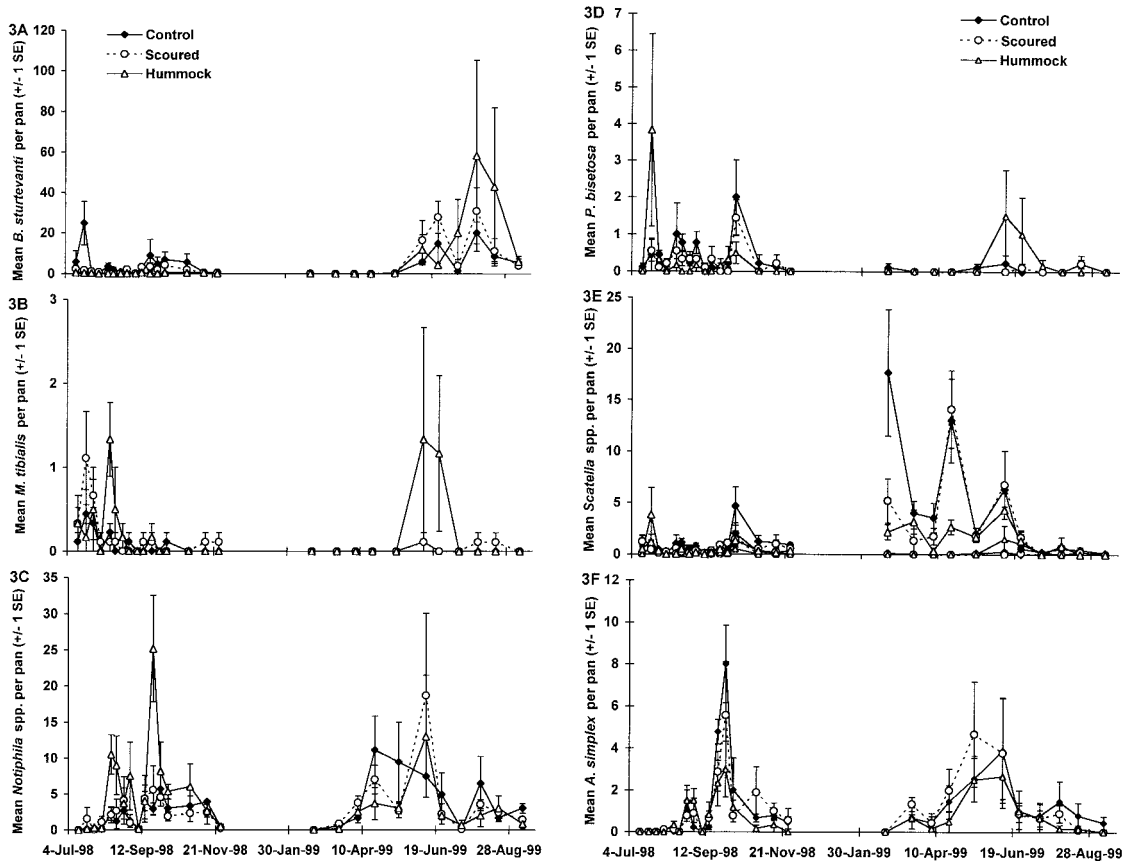 3A
Mean B. sturtevanti per pan (+/- 1 SE)
120
100
80
60
40
20
0
Control
Scoured
Hummock
3B
Mean M. tibialis per pan (+/- 1 SE)
3
2
1
0
3C
Mean Notiphila spp. per pan (+/- 1 SE)
35
30
25
20
15
10
5
0
4-Jul-98 12-Sep-98 21-Nov-98 30-Jan-99 10-Apr-99 19-Jun-99 28-Aug-99
3D
Mean P. bisetosa per pan (+/- 1 SE)
7
6
5
4
3
2
1
0
Control
Scoured
Hummock
3E
Mean Scatella spp. per pan (+/- 1 SE)
25
20
15
10
5
0
3F
Mean A. simplex per pan (+/- 1 SE)
12
10
8
6
4
2
0
4-Jul-98 12-Sep-98 21-Nov-98 30-Jan-99 10-Apr-99 19-Jun-99 28-Aug-99